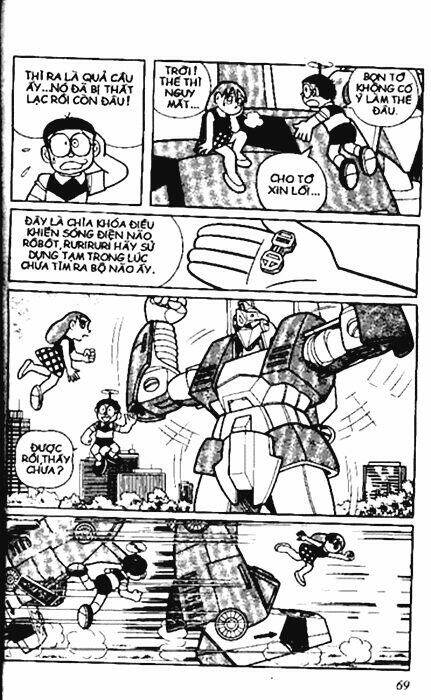 THÌ RA LÀ QUẢ CẦU
ẤY...NÓ ĐÃ BỊ THẤT
LẠC RỒI CÒN ĐÂU!
TRỜI!
THẾ THÌ
NGUY
MẤT...
BỌN TỚ
KHÔNG CỐ
Ý LÀM THẾ
ĐÂU.
CHO TỚ
XIN LỖI...
ĐÂY LÀ CHÌA KHÓA ĐIỀU
KHIỂN SÓNG ĐIỆN NÃO
RÔBÔT, RURIRURI HÃY SỬ
DỤNG TẠM TRONG LÚC
CHƯA TÌM RA BỘ NÃO ẤY.
ĐƯỢC
RỒI, THẤY
CHƯA?
69